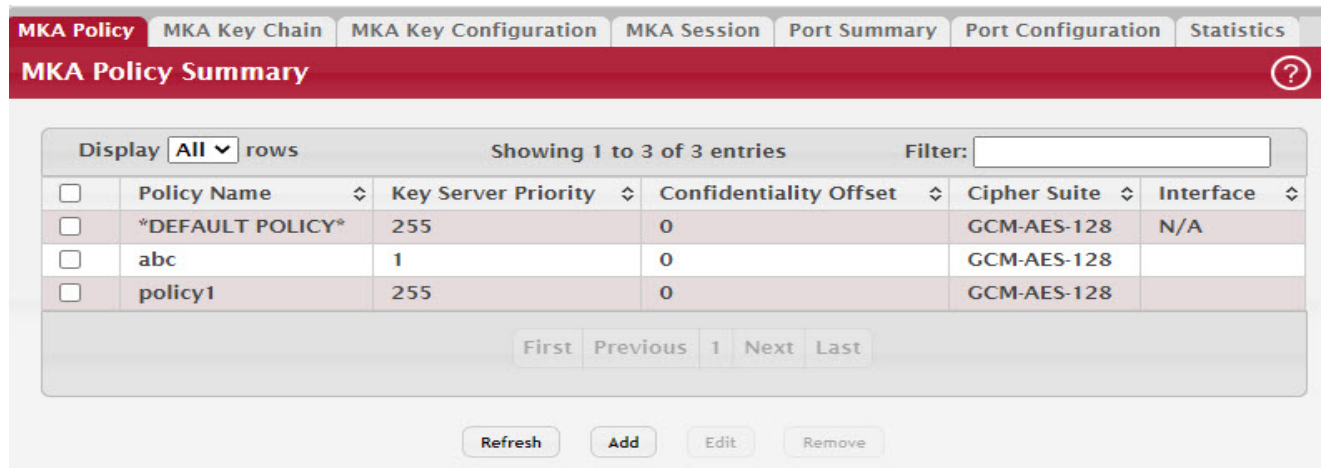 MKA Policy MKA Key Chain MKA Key Configuration MKA Session Port Summary Port Configuration Statistics
MKA Policy Summary ?
Display All rows Showing 1 to 3 of 3 entries Filter:
Policy Name Key Server Priority Confidentiality Offset Cipher Suite Interface
*DEFAULT POLICY* 255 0 GCM-AES-128 N/A
abc 1 0 GCM-AES-128
policy1 255 0 GCM-AES-128
First Previous 1 Next Last
Refresh Add Edit Remove